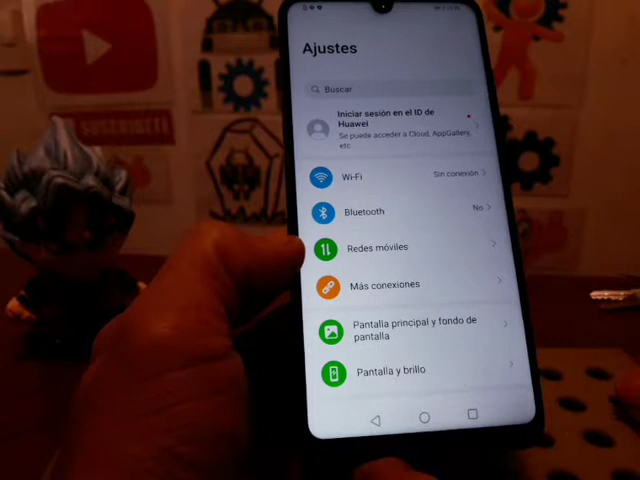 Ajustes
Buscar
Iniciar sesión en el ID de
Huawei
Se puede acceder a Cloud, AppGallery,
etc.
Wi-Fi
Sin conexión
Bluetooth
No
Redes móviles
Más conexiones
Pantalla principal y fondo de
pantalla
Pantalla y brillo